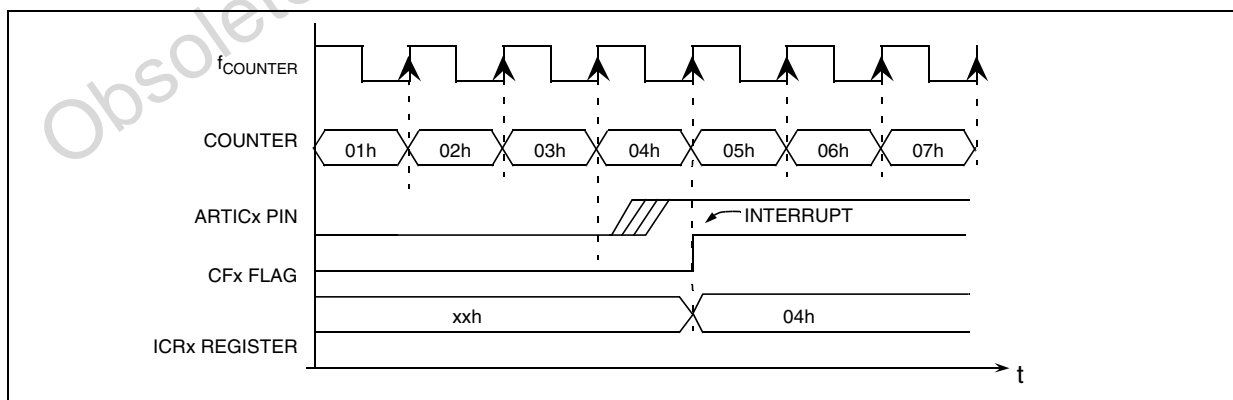 Obsolete
fCOUNTER
COUNTER
01h 02h 03h 04h 05h 06h 07h
ARTICx PIN
INTERRUPT
CFx FLAG
xxh 04h
ICRx REGISTER
t